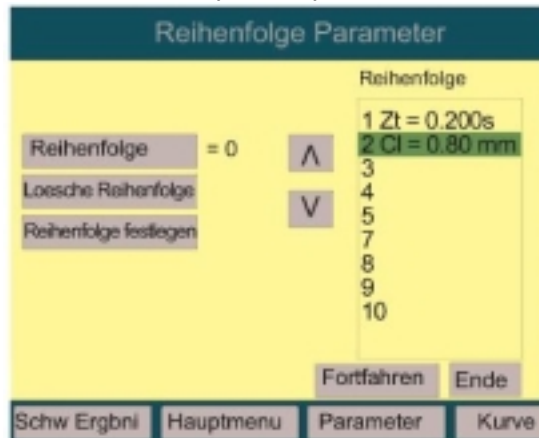 Reihenfolge Parameter
Reihenfolge
1 Zt = 0.200s
2 Cl = 0.80 mm
3
4
5
7
8
9
10
Reihenfolge = 0
Loesche Reihenfolge
Reihenfolge festlegen
Λ
V
Fortfahren Ende
Schw Ergbni Hauptmenu Parameter Kurve